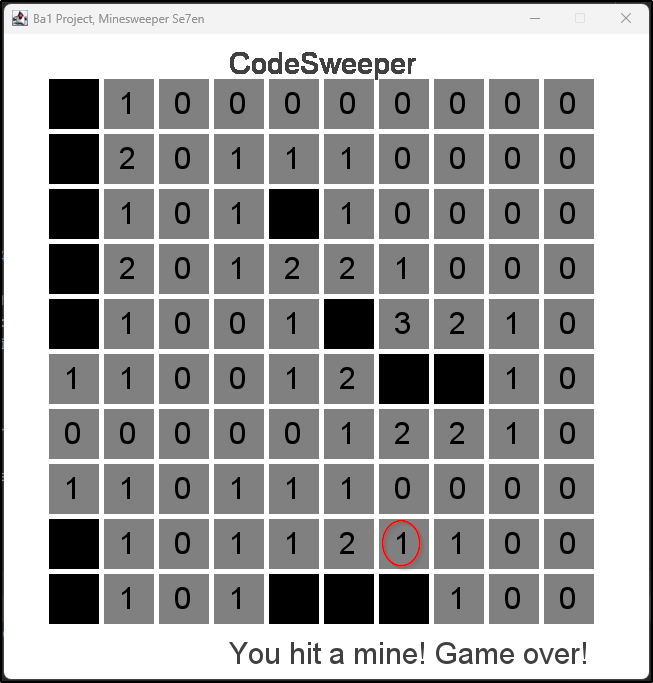 Ba1 Project, Minesweeper Se7en
CodeSweeper
1 0 0 0 0 0 0 0 0
2 0 1 1 1 0 0 0 0
1 0 1 1 0 0 0 0
2 0 1 2 2 1 0 0 0
1 0 0 1 3 2 1 0
1 1 0 0 1 2 1 0
0 0 0 0 0 1 2 2 1 0
1 1 0 1 1 1 0 0 0 0
1 0 1 1 2 1 1 0 0
1 0 1 1 0 0
You hit a mine! Game over!